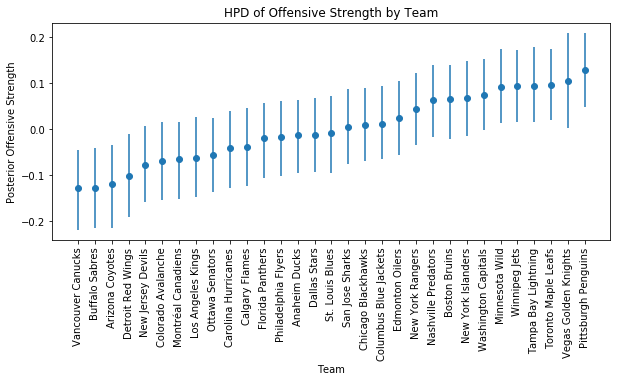 HPD of Offensive Strength by Team
Posterior Offensive Strength
0.2
0.1
0.0
−0.1
−0.2
Vancouver Canucks
Buffalo Sabres
Arizona Coyotes
Detroit Red Wings
New Jersey Devils
Colorado Avalanche
Montréal Canadiens
Los Angeles Kings
Ottawa Senators
Carolina Hurricanes
Calgary Flames
Florida Panthers
Philadelphia Flyers
Anaheim Ducks
Dallas Stars
St. Louis Blues
San Jose Sharks
Chicago Blackhawks
Columbus Blue Jackets
Edmonton Oilers
New York Rangers
Nashville Predators
Boston Bruins
New York Islanders
Washington Capitals
Minnesota Wild
Winnipeg Jets
Tampa Bay Lightning
Toronto Maple Leafs
Vegas Golden Knights
Pittsburgh Penguins
Team